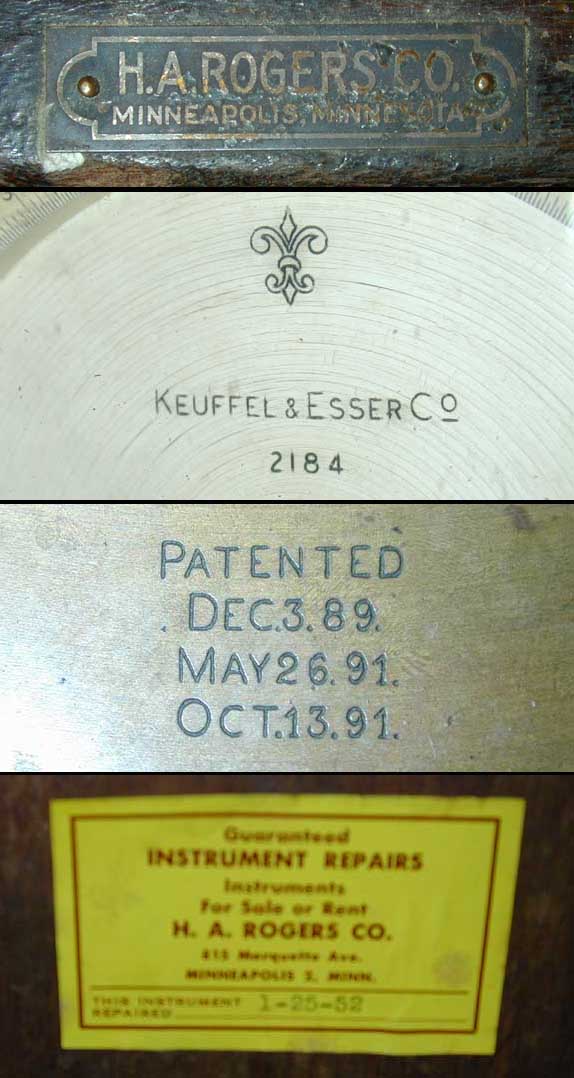 H.A. ROGERS CO.
MINNEAPOLIS, MINNESOTA
KEUFFEL & ESSER Co
2184
PATENTED
DEC.3.89.
MAY 26.91.
OCT.13.91.
Guaranteed
INSTRUMENT REPAIRS
Instruments
For Sale or Rent
H. A. ROGERS CO.
815 Marquette Ave.
MINNEAPOLIS 2, MINN.
THIS INSTRUMENT
REPAIRED 1-25-52